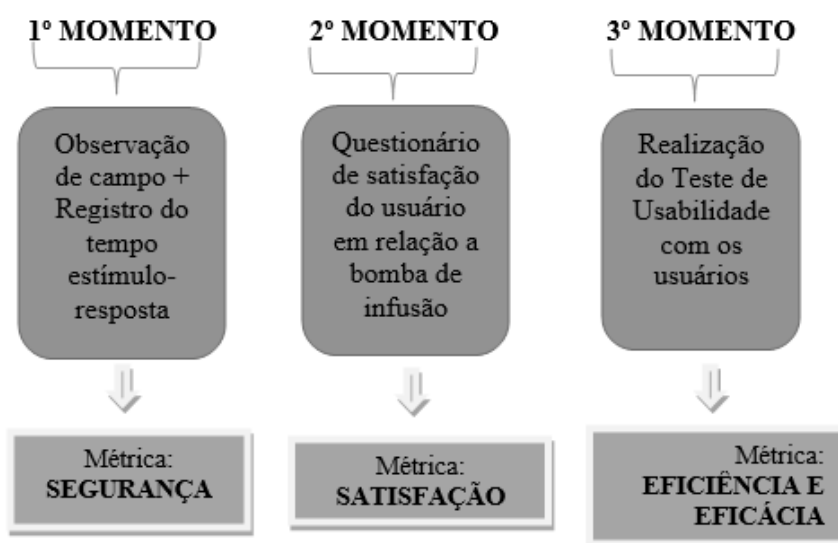 1º MOMENTO
Observação
de campo +
Registro do
tempo
estímulo-
resposta
Métrica:
SEGURANÇA
2º MOMENTO
Questionário
de satisfação
do usuário
em relação a
bomba de
infusão
Métrica:
SATISFAÇÃO
3º MOMENTO
Realização
do Teste de
Usabilidade
com os
usuários
Métrica:
EFICIÊNCIA E
EFICÁCIA